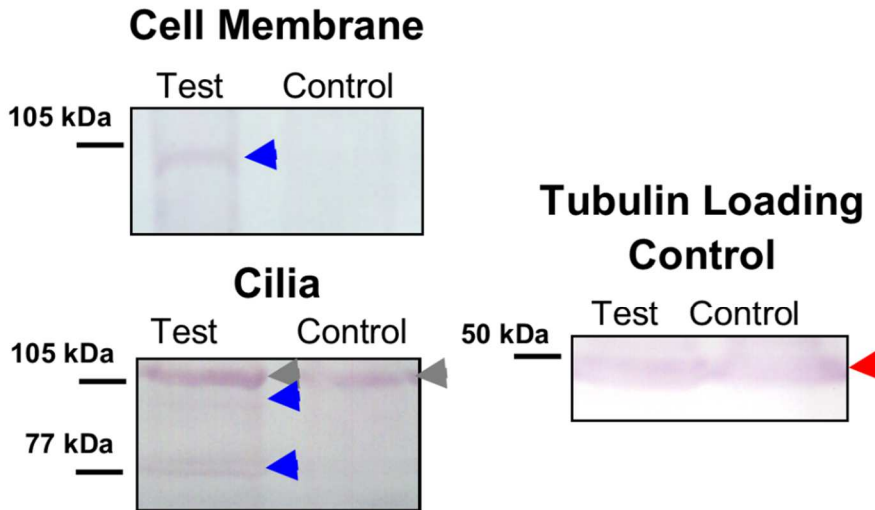 Cell Membrane
Test Control
105 kDa
Cilia
Test Control
105 kDa
77 kDa
Tubulin Loading
Control
Test Control
50 kDa